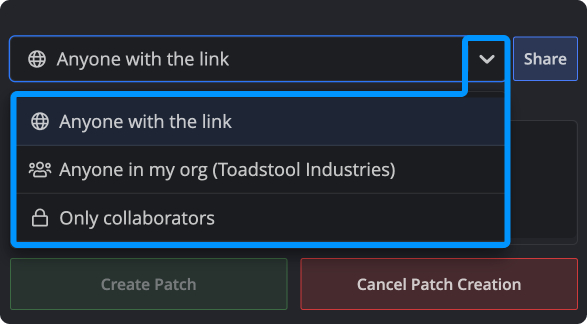 Anyone with the link
Share
Anyone with the link
Anyone in my org (Toadstool Industries)
Only collaborators
Create Patch
Cancel Patch Creation